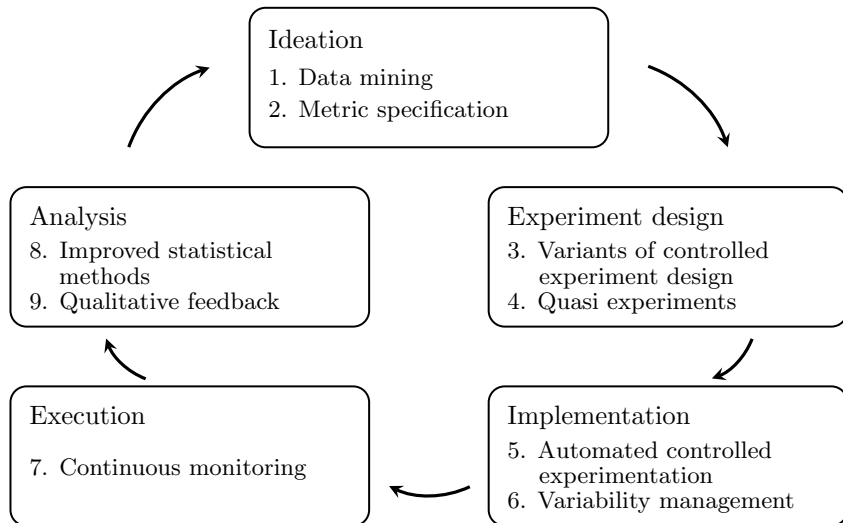 Ideation
1. Data mining
2. Metric specification
Analysis
8. Improved statistical
methods
9. Qualitative feedback
Experiment design
3. Variants of controlled
experiment design
4. Quasi experiments
Execution
7. Continuous monitoring
Implementation
5. Automated controlled
experimentation
6. Variability management